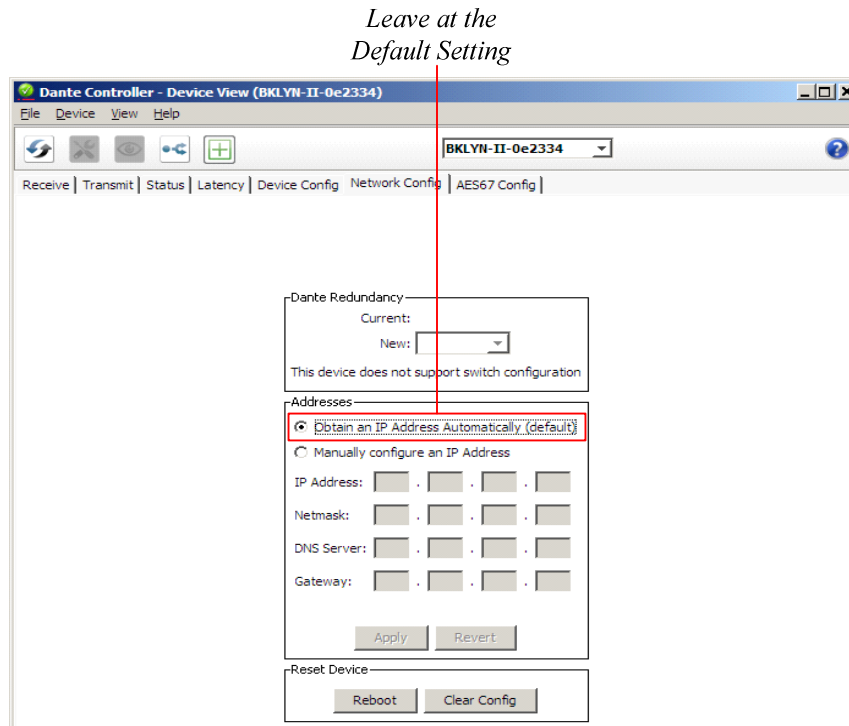 Leave at the
Default Setting
Dante Controller - Device View (BKLYN-II-0e2334)
File Device View Help
BKLYN-II-0e2334
Receive Transmit Status Latency Device Config Network Config AES67 Config
Dante Redundancy
Current:
New:
This device does not support switch configuration
Addresses
Obtain an IP Address Automatically (default)
Manually configure an IP Address
IP Address: . . .
Netmask: . . .
DNS Server: . . .
Gateway: . . .
Apply Revert
Reset Device
Reboot Clear Config